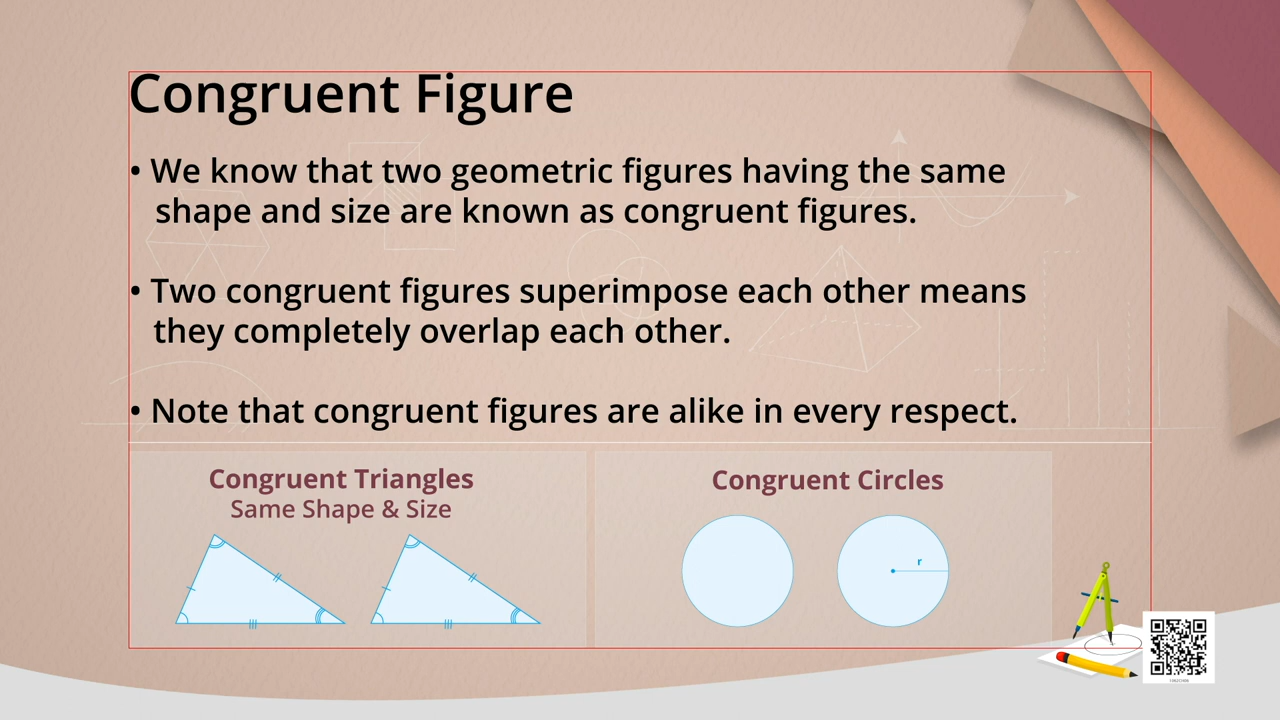 Congruent Figure
• We know that two geometric figures having the same
shape and size are known as congruent figures.
• Two congruent figures superimpose each other means
they completely overlap each other.
• Note that congruent figures are alike in every respect.
Congruent Triangles
Same Shape & Size
Congruent Circles
r